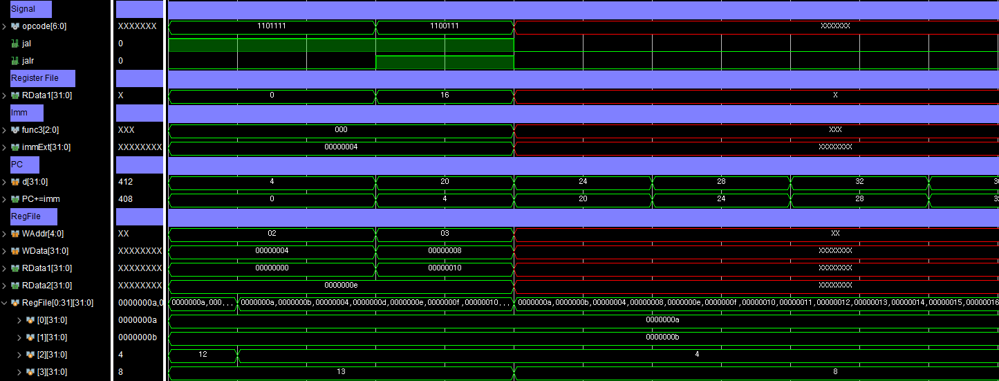 Signal
opcode[6:0] XXXXXXX 1101111 1100111 XXXXXXX
jal 0
jalr 0
Register File
RData1[31:0] X 0 16 X
Imm
func3[2:0] XXX 000 XXX
immExt[31:0] XXXXXXXX 00000004 XXXXXXXX
PC
d[31:0] 412 4 20 24 28 32
PC+=imm 408 0 4 20 24 28
RegFile
WAddr[4:0] XX 02 03 XX
WData[31:0] XXXXXXXX 00000004 00000008 XXXXXXXX
RData1[31:0] XXXXXXXX 00000000 00000010 XXXXXXXX
RData2[31:0] XXXXXXXX 0000000e XXXXXXXX
RegFile[0:31][31:0] 0000000a,0 0000000a,000... 0000000a,0000000b,00000004,0000000d,0000000e,0000000f,00000010... 0000000a,0000000b,00000004,00000008,0000000e,0000000f,00000010,00000011,00000012,00000013,00000014,00000015,00000016
[0][31:0] 0000000a 0000000a
[1][31:0] 0000000b 0000000b
[2][31:0] 4 12 4
[3][31:0] 8 13 8